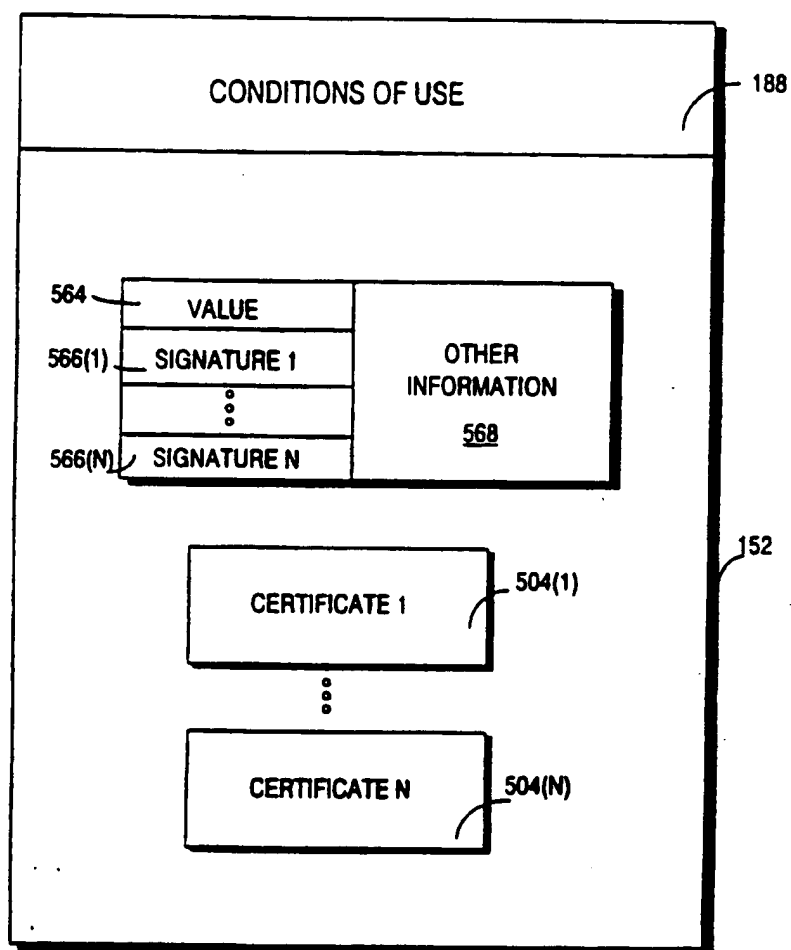 CONDITIONS OF USE
188
564
VALUE
566(1)
SIGNATURE 1
566(N)
SIGNATURE N
OTHER
INFORMATION
568
152
CERTIFICATE 1
504(1)
CERTIFICATE N
504(N)